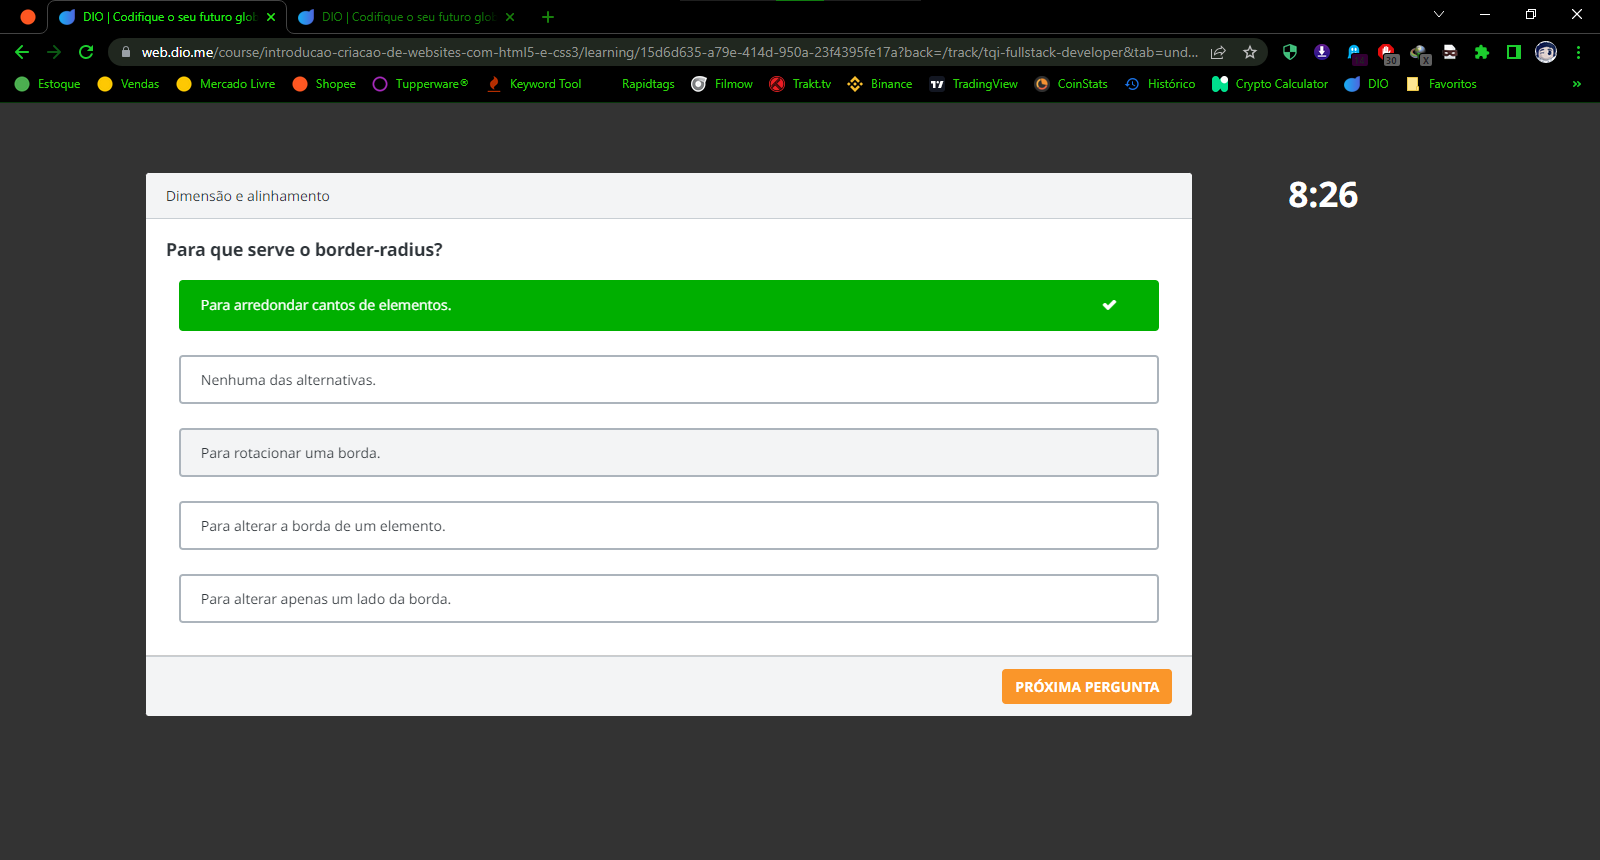 DIO | Codifique o seu futuro glob
DIO | Codifique o seu futuro glob
web.dio.me/course/introducao-criacao-de-websites-com-html5-e-css3/learning/15d6d635-a79e-414d-950a-23f4395fe17a?back=/track/tqi-fullstack-developer&tab=und...
30
X
Estoque
Vendas
Mercado Livre
Shopee
Tupperware®
Keyword Tool
Rapidtags
Filmow
Trakt.tv
Binance
TradingView
CoinStats
Histórico
Crypto Calculator
DIO
Favoritos
»
Dimensão e alinhamento
8:26
Para que serve o border-radius?
Para arredondar cantos de elementos.
Nenhuma das alternativas.
Para rotacionar uma borda.
Para alterar a borda de um elemento.
Para alterar apenas um lado da borda.
PRÓXIMA PERGUNTA